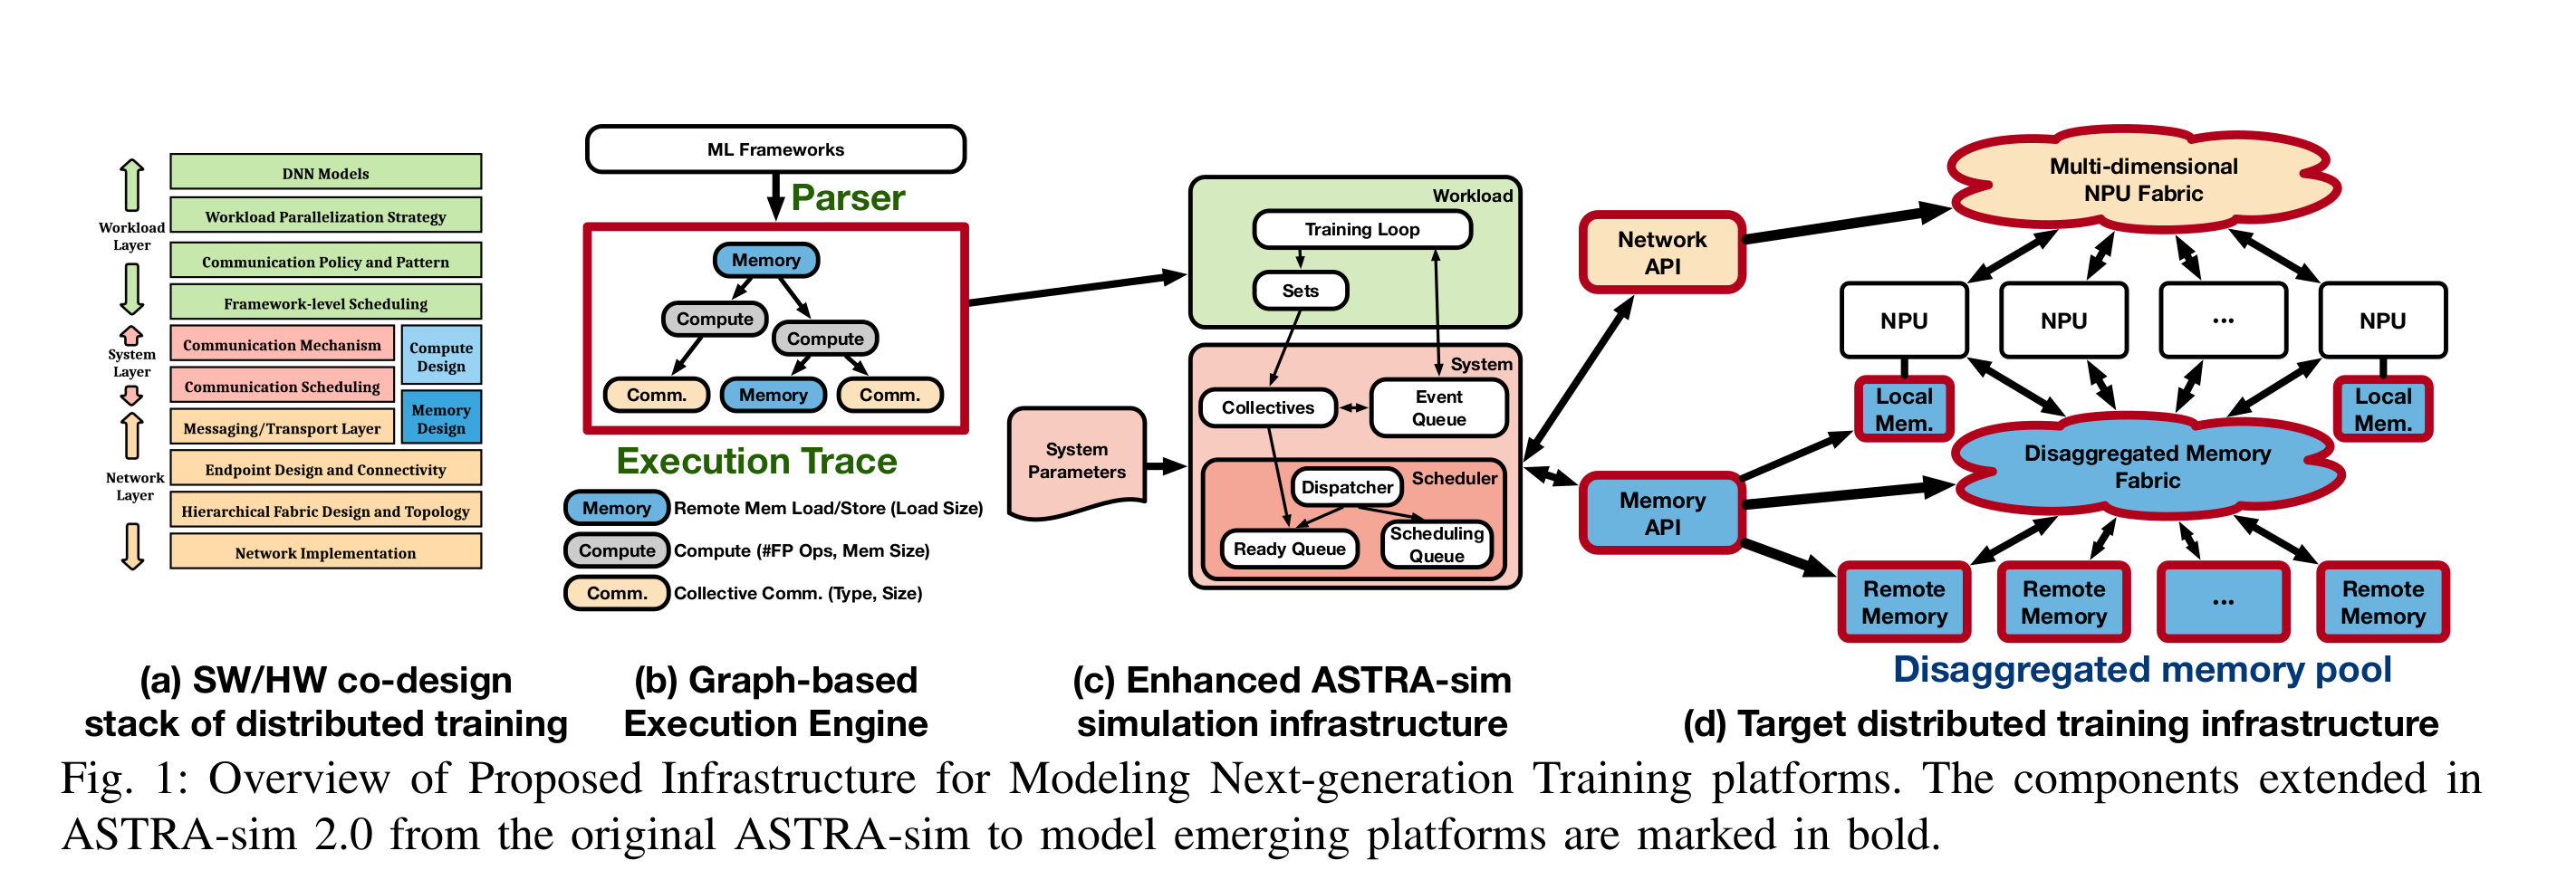 DNN Models
Workload Parallelization Strategy
Workload
Layer
Communication Policy and Pattern
Framework-level Scheduling
System
Layer
Communication Mechanism
Communication Scheduling
Compute
Design
Memory
Design
Messaging/Transport Layer
Network
Layer
Endpoint Design and Connectivity
Hierarchical Fabric Design and Topology
Network Implementation
(a) SW/HW co-design
stack of distributed training
ML Frameworks
Parser
Memory
Compute
Compute
Comm.
Memory
Comm.
Execution Trace
Memory Remote Mem Load/Store (Load Size)
Compute Compute (#FP Ops, Mem Size)
Comm. Collective Comm. (Type, Size)
(b) Graph-based
Execution Engine
System
Parameters
Workload
Training Loop
Sets
System
Collectives
Event
Queue
Scheduler
Dispatcher
Ready Queue
Scheduling
Queue
(c) Enhanced ASTRA-sim
simulation infrastructure
Network
API
Memory
API
Multi-dimensional
NPU Fabric
NPU
NPU
...
NPU
Local
Mem.
Local
Mem.
Disaggregated Memory
Fabric
Remote
Memory
Remote
Memory
...
Remote
Memory
Disaggregated memory pool
(d) Target distributed training infrastructure
Fig. 1: Overview of Proposed Infrastructure for Modeling Next-generation Training platforms. The components extended in
ASTRA-sim 2.0 from the original ASTRA-sim to model emerging platforms are marked in bold.